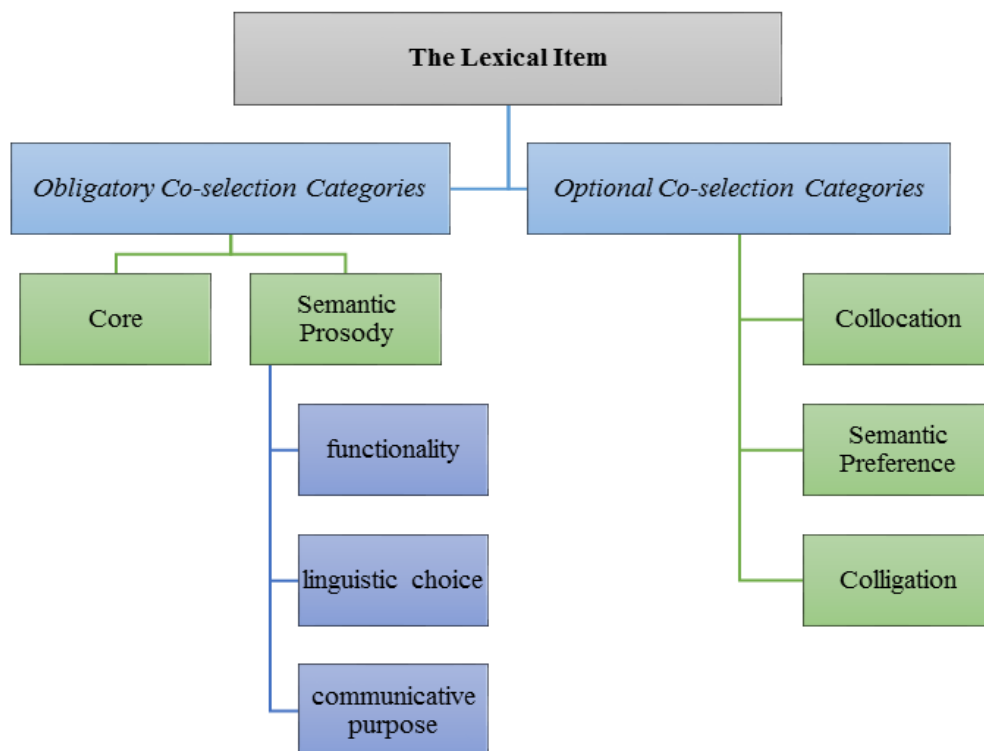 The Lexical Item
Obligatory Co-selection Categories
Optional Co-selection Categories
Core
Semantic
Prosody
Collocation
functionality
Semantic
Preference
linguistic choice
Colligation
communicative
purpose